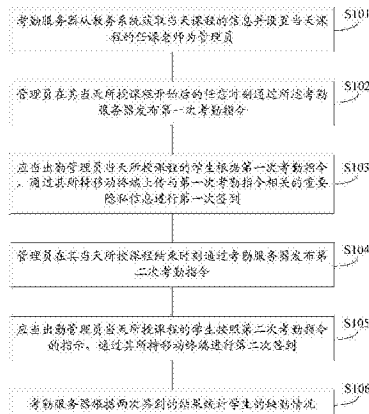 S101
考勤服务器从教务系统获取当天课程的信息并设置当天课
程的任课老师为管理员
S102
管理员在其当天所授课程开始后的任意时刻通过所述考勤
服务器发布第一次考勤指令
S103
应当出勤管理员当天所授课程的学生根据第一次考勤指令
，通过其所持移动终端上传与第一次考勤指令相关的重要
隐私信息进行第一次签到
S104
管理员在其当天所授课程结束时刻通过考勤服务器发布第
二次考勤指令
S105
应当出勤管理员当天所授课程的学生按照第二次考勤指令
的指示，通过其所持移动终端进行第二次签到
S106
考勤服务器根据两次签到的结果统计学生的缺勤情况